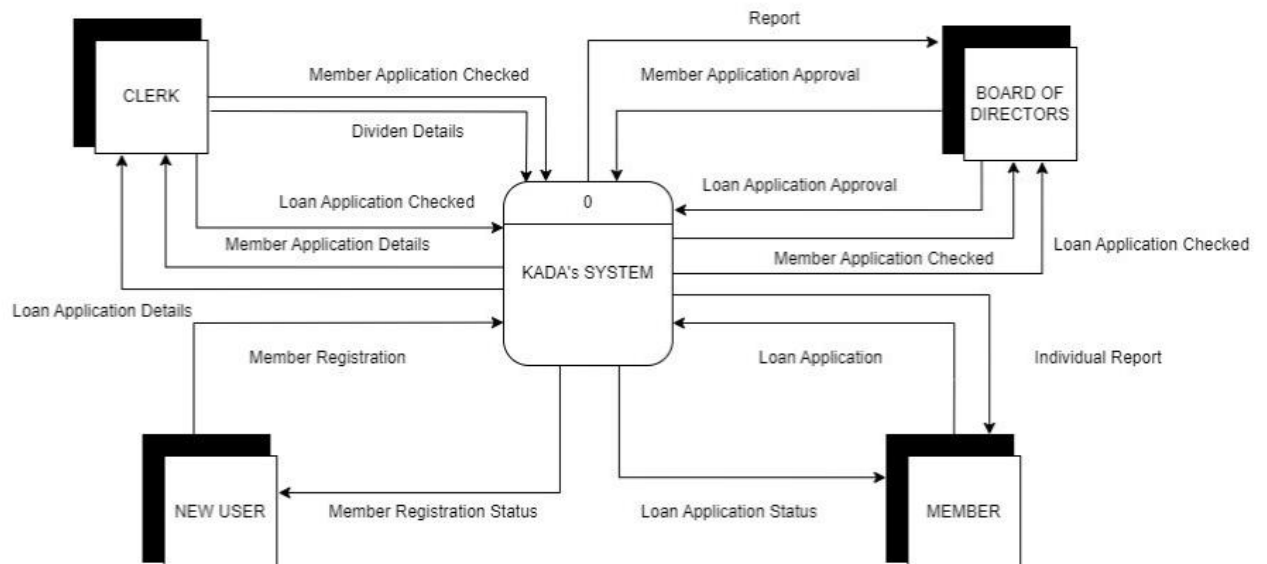 Report
Member Application Checked
Member Application Approval
CLERK
BOARD OF
DIRECTORS
Dividen Details
Loan Application Approval
Loan Application Checked
0
Member Application Details
Loan Application Checked
Member Application Checked
KADA's SYSTEM
Loan Application Details
Member Registration
Loan Application
Individual Report
NEW USER
Member Registration Status
Loan Application Status
MEMBER